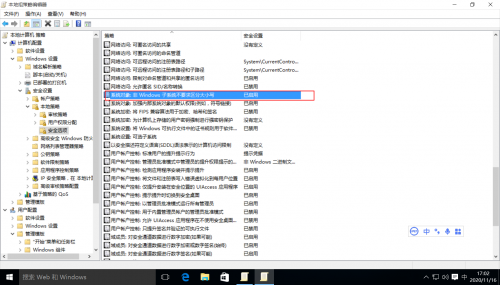 本地组策略编辑器
文件(F) 操作(A) 查看(V) 帮助(H)
本地计算机 策略
计算机配置
软件设置
Windows 设置
域名解析策略
脚本(启动/关机)
已部署的打印机
安全设置
帐户策略
本地策略
审核策略
用户权限分配
安全选项
高级安全 Windows 防火
网络列表管理器策略
公钥策略
软件限制策略
应用程序控制策略
IP 安全策略，在 本地计
高级审核策略配置
基于策略的 QoS
管理模板
用户配置
软件设置
Windows 设置
管理模板
"开始"菜单和任务栏
Windows 组件
策略 安全设置
网络访问: 可匿名访问的共享 没有定义
网络访问: 可匿名访问的命名管道
网络访问: 可远程访问的注册表路径 System\CurrentContro...
网络访问: 可远程访问的注册表路径和子路径 System\CurrentContro...
网络访问: 限制对命名管道和共享的匿名访问 已启用
网络访问: 允许匿名 SID/名称转换 已禁用
系统对象: 非 Windows 子系统不要求区分大小写 已启用
系统对象: 加强内部系统对象的默认权限(例如，符号链接) 已启用
系统加密: 将 FIPS 兼容算法用于加密、哈希和签名 已禁用
系统加密: 为计算机上存储的用户密钥强制进行强密钥保护 没有定义
系统设置: 将 Windows 可执行文件中的证书规则用于软件... 已禁用
系统设置: 可选子系统
以安全描述符定义语言(SDDL)语法表示的计算机访问限制 没有定义
用户帐户控制: 标准用户的提升提示行为 提示凭据
用户帐户控制: 管理员批准模式中管理员的提升权限提示的... 非 Windows 二进制文...
用户帐户控制: 检测应用程序安装并提示提升 已启用
用户帐户控制: 将文件和注册表写入错误虚拟化到每用户位置 已启用
用户帐户控制: 仅提升安装在安全位置的 UIAccess 应用程序 已启用
用户帐户控制: 提示提升时切换到安全桌面 已启用
用户帐户控制: 以管理员批准模式运行所有管理员 已启用
用户帐户控制: 用于内置管理员帐户的管理员批准模式 已禁用
用户帐户控制: 允许 UIAccess 应用程序在不使用安全桌面... 已禁用
用户帐户控制: 只提升签名并验证的可执行文件 已禁用
域成员: 对安全通道数据进行数字加密(如果可能) 已启用
域成员: 对安全通道数据进行数字加密或数字签名(始终) 已启用
域成员: 对安全通道数据进行数字签名(如果可能) 已启用
中
搜索 Web 和 Windows
中
17:02
2020/11/16